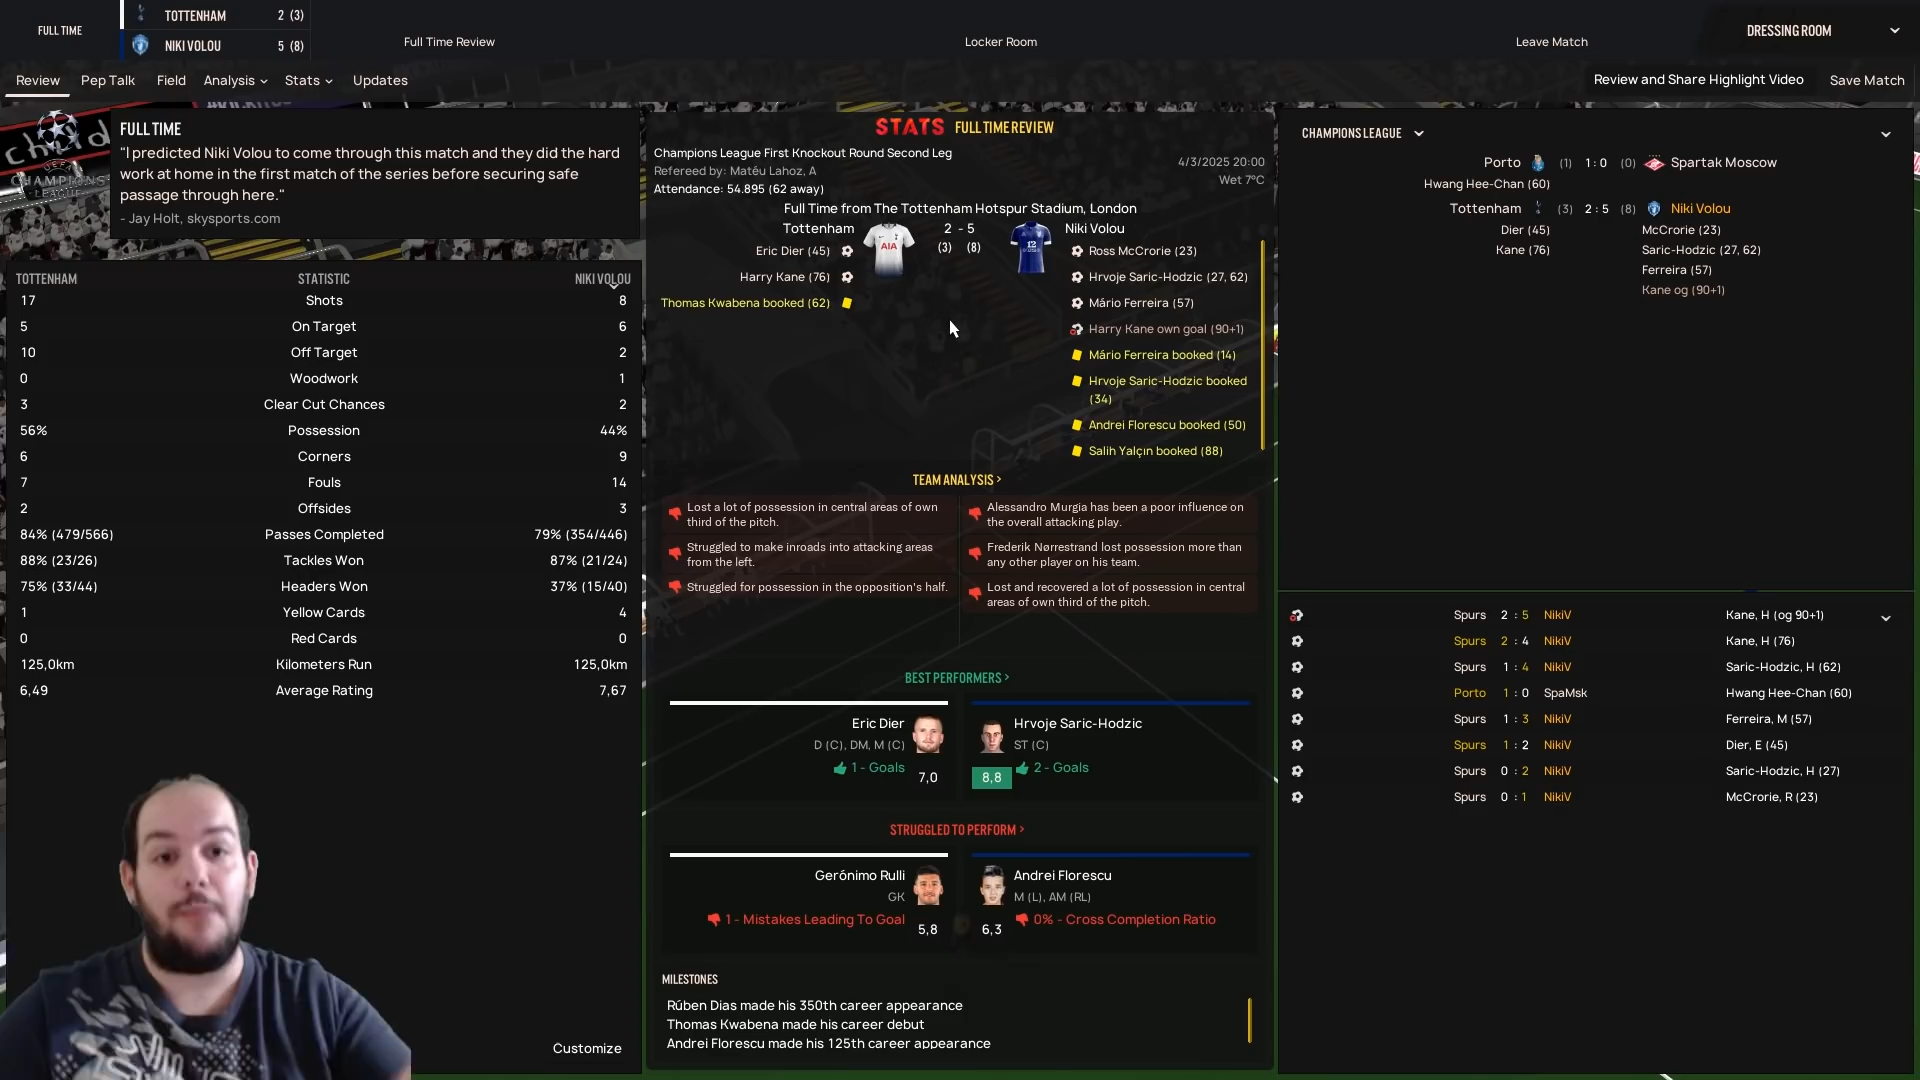 FULL TIME
TOTTENHAM 2 (3)
NIKI VOLOU 5 (8)
Full Time Review
Locker Room
Leave Match
DRESSING ROOM
Review Pep Talk Field Analysis Stats Updates
Review and Share Highlight Video Save Match
FULL TIME
"I predicted Niki Volou to come through this match and they did the hard
work at home in the first match of the series before securing safe
passage through here."
- Jay Holt, skysports.com
TOTTENHAM STATISTIC NIKI VOLOU
17 Shots 8
5 On Target 6
10 Off Target 2
0 Woodwork 1
3 Clear Cut Chances 2
56% Possession 44%
6 Corners 9
7 Fouls 14
2 Offsides 3
84% (479/566) Passes Completed 79% (354/446)
88% (23/26) Tackles Won 87% (21/24)
75% (33/44) Headers Won 37% (15/40)
1 Yellow Cards 4
0 Red Cards 0
125,0km Kilometers Run 125,0km
6,49 Average Rating 7,67
Customize
STATS FULL TIME REVIEW
Champions League First Knockout Round Second Leg
Refereed by: Matéu Lahoz, A
Attendance: 54.895 (62 away)
4/3/2025 20:00
Wet 7°C
Full Time from The Tottenham Hotspur Stadium, London
Tottenham 2 - 5 Niki Volou
(3) (8)
AIA
12
Eric Dier (45)
Harry Kane (76)
Thomas Kwabena booked (62)
Ross McCrorie (23)
Hrvoje Saric-Hodzic (27, 62)
Mário Ferreira (57)
Harry Kane own goal (90+1)
Mário Ferreira booked (14)
Hrvoje Saric-Hodzic booked
(34)
Andrei Florescu booked (50)
Salih Yalçın booked (88)
TEAM ANALYSIS >
Lost a lot of possession in central areas of own
third of the pitch.
Struggled to make inroads into attacking areas
from the left.
Struggled for possession in the opposition's half.
Alessandro Murgia has been a poor influence on
the overall attacking play.
Frederik Nørrestrand lost possession more than
any other player on his team.
Lost and recovered a lot of possession in central
areas of own third of the pitch.
BEST PERFORMERS >
Eric Dier
D (C), DM, M (C)
1 - Goals
7,0
Hrvoje Saric-Hodzic
ST (C)
8,8
2 - Goals
STRUGGLED TO PERFORM >
Gerónimo Rulli
GK
1 - Mistakes Leading To Goal
5,8
Andrei Florescu
M (L), AM (RL)
6,3
0% - Cross Completion Ratio
MILESTONES
Rúben Dias made his 350th career appearance
Thomas Kwabena made his career debut
Andrei Florescu made his 125th career appearance
CHAMPIONS LEAGUE
Porto (1) 1:0 (0) Spartak Moscow
Hwang Hee-Chan (60)
Tottenham (3) 2:5 (8) Niki Volou
Dier (45) McCrorie (23)
Kane (76) Saric-Hodzic (27, 62)
Ferreira (57)
Kane og (90+1)
Spurs 2 : 5 NikiV Kane, H (og 90+1)
Spurs 2 : 4 NikiV Kane, H (76)
Spurs 1 : 4 NikiV Saric-Hodzic, H (62)
Porto 1 : 0 SpaMsk Hwang Hee-Chan (60)
Spurs 1 : 3 NikiV Ferreira, M (57)
Spurs 1 : 2 NikiV Dier, E (45)
Spurs 0 : 2 NikiV Saric-Hodzic, H (27)
Spurs 0 : 1 NikiV McCrorie, R (23)